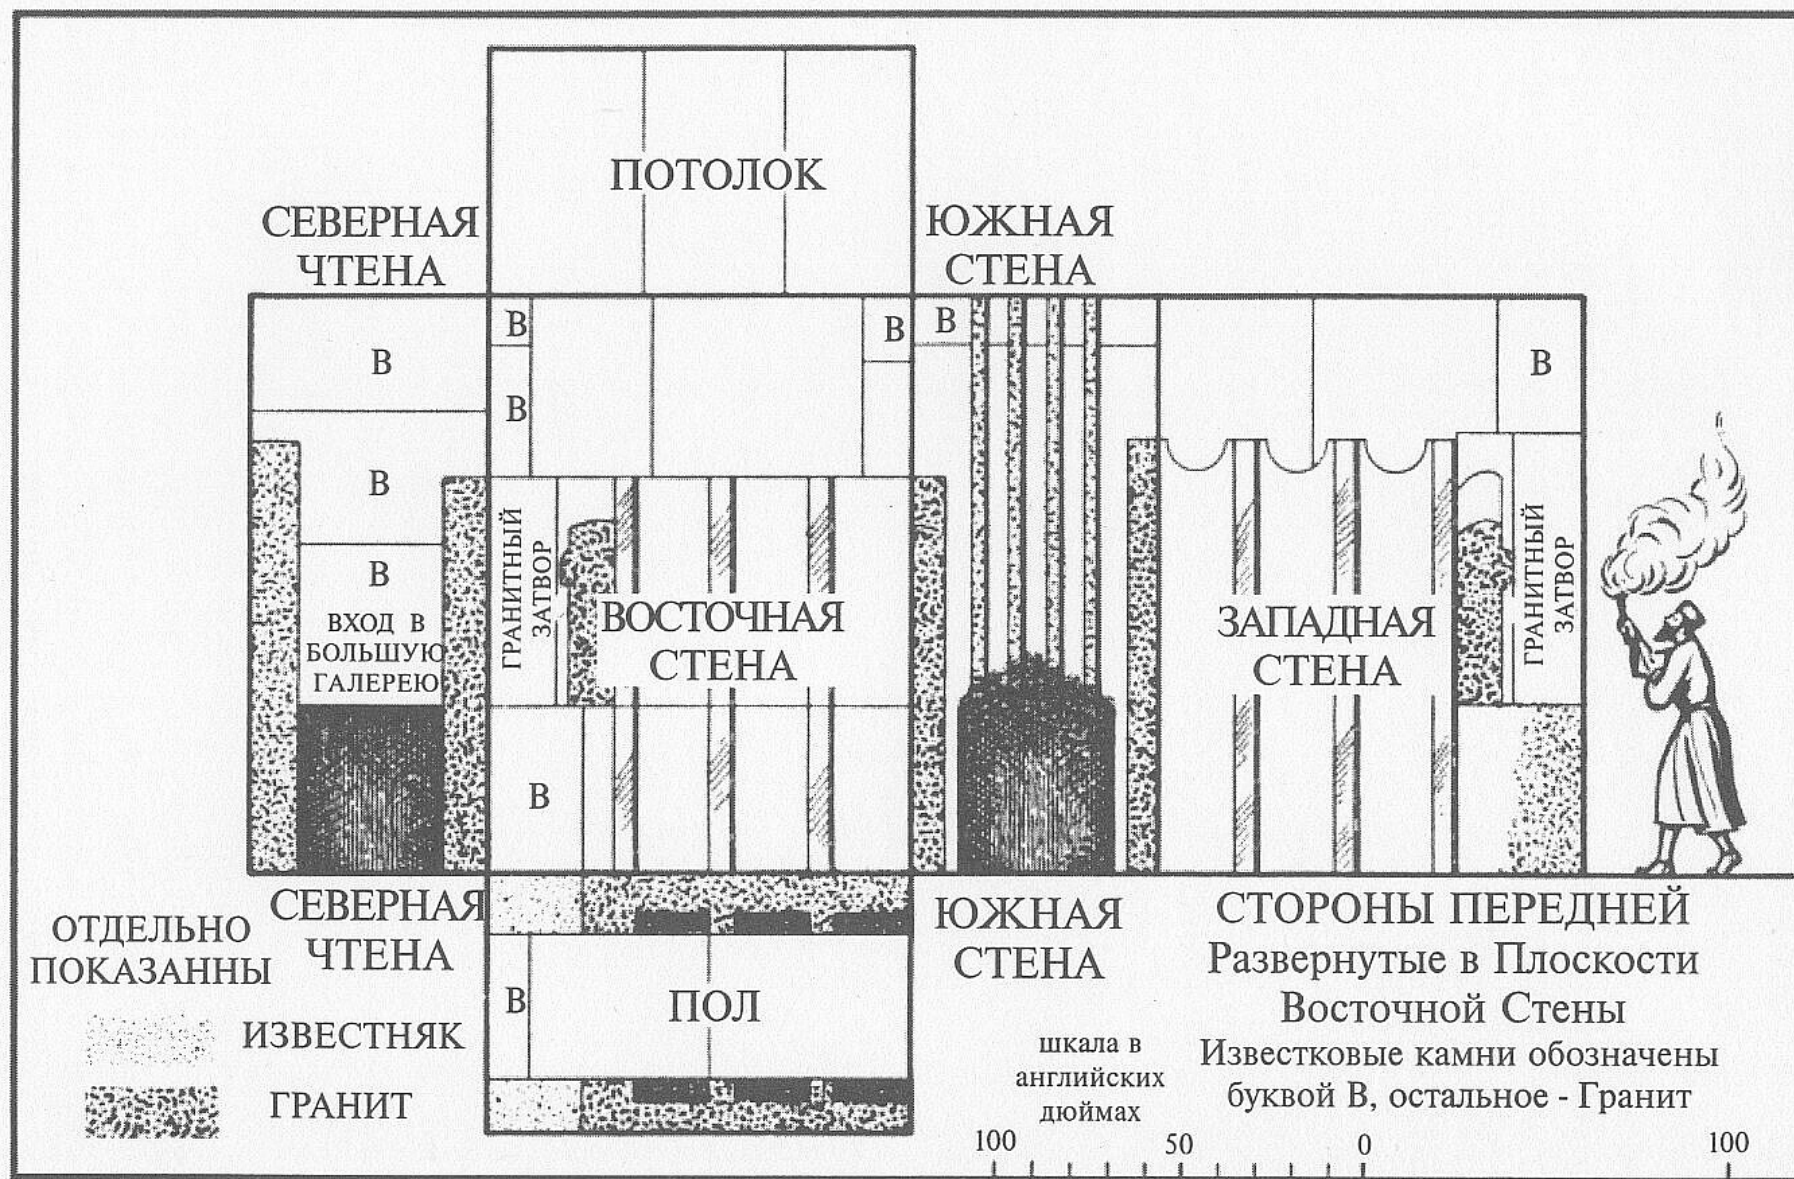 ПОТОЛОК
СЕВЕРНАЯ
ЧТЕНА
ЮЖНАЯ
СТЕНА
В
В
В
В
В
В
В
В
В
ГРАНИТНЫЙ
ЗАТВОР
ВОСТОЧНАЯ
СТЕНА
ЗАПАДНАЯ
СТЕНА
ГРАНИТНЫЙ
ЗАТВОР
ВХОД В
БОЛЬШУЮ
ГАЛЕРЕЮ
В
СЕВЕРНАЯ
ЧТЕНА
ЮЖНАЯ
СТЕНА
ОТДЕЛЬНО
ПОКАЗАННЫ
ИЗВЕСТНЯК
ГРАНИТ
В
ПОЛ
СТОРОНЫ ПЕРЕДНЕЙ
Развернутые в Плоскости
Восточной Стены
Известковые камни обозначены
буквой В, остальное - Гранит
шкала в
английских
дюймах
100 50 0 100